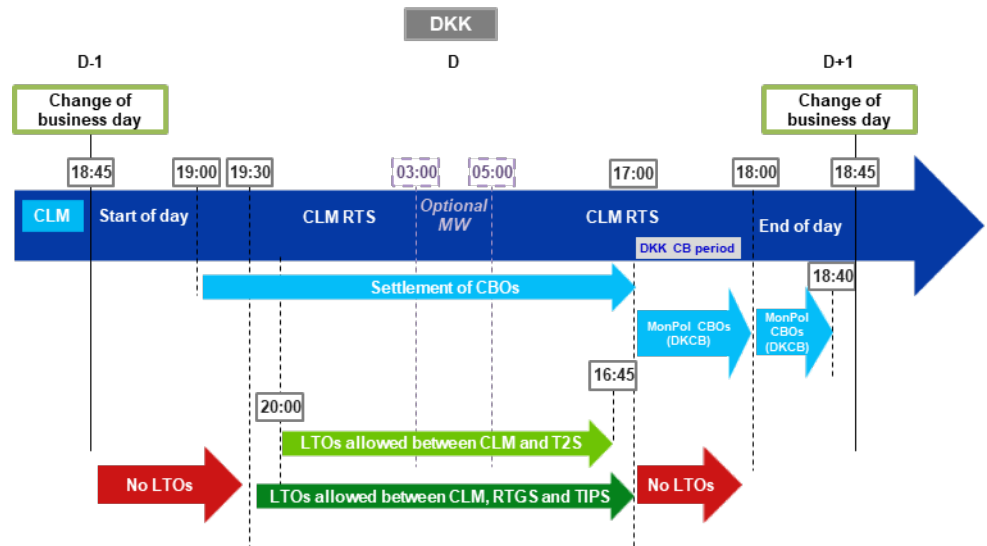 DKK
D-1
D
D+1
Change of
business day
Change of
business day
18:45
19:00
19:30
03:00
05:00
17:00
18:00
18:45
CLM
Start of day
CLM RTS
Optional
MW
CLM RTS
End of day
DKK CB period
18:40
Settlement of CBOs
MonPol CBOs
(DKCB)
MonPol
CBOs
(DKCB)
16:45
20:00
LTOs allowed between CLM and T2S
No LTOs
LTOs allowed between CLM, RTGS and TIPS
No LTOs